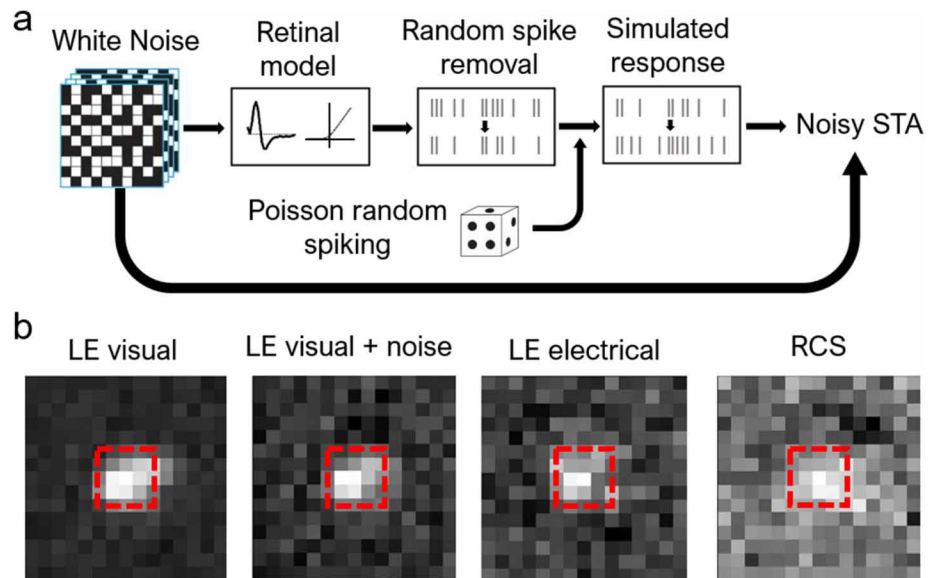 a
White Noise
Retinal
model
Random spike
removal
Simulated
response
Noisy STA
Poisson random
spiking
b
LE visual
LE visual + noise
LE electrical
RCS